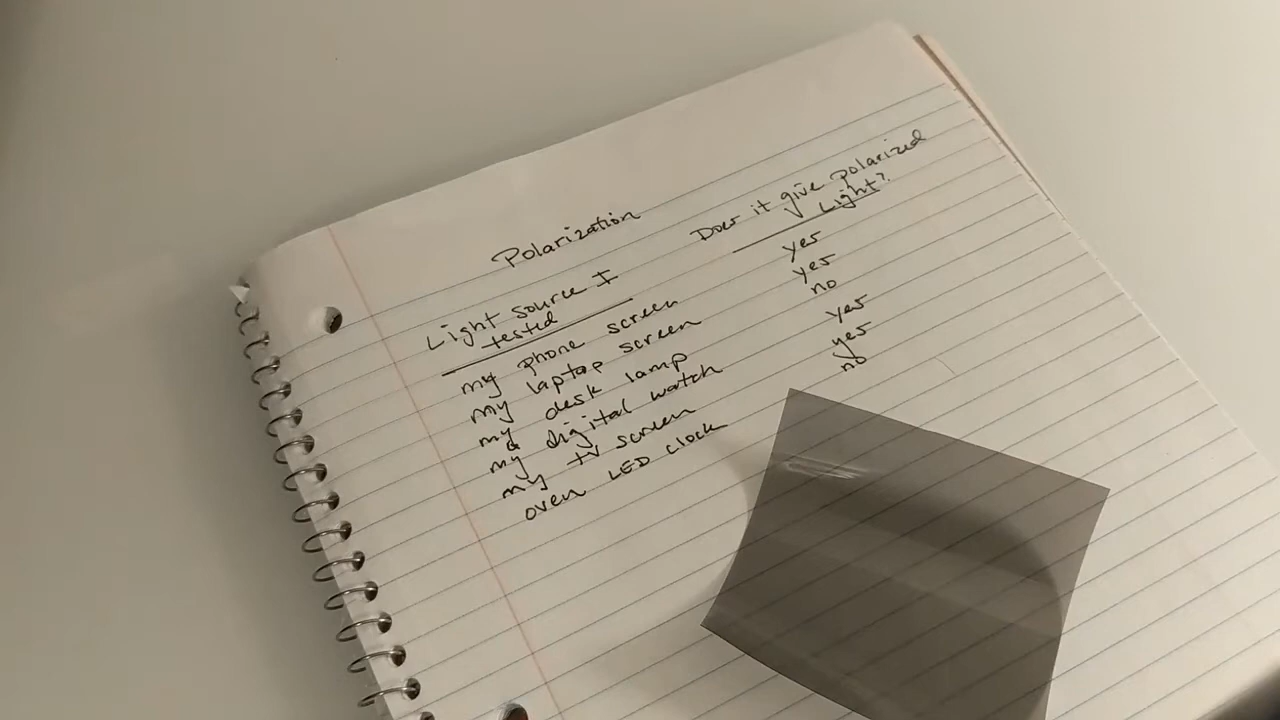 Polarization
Light source I tested
Does it give polarized Light?
my phone screen yes
my laptop screen yes
my desk lamp no
my digital watch yes
my tv screen yes
oven LED clock no